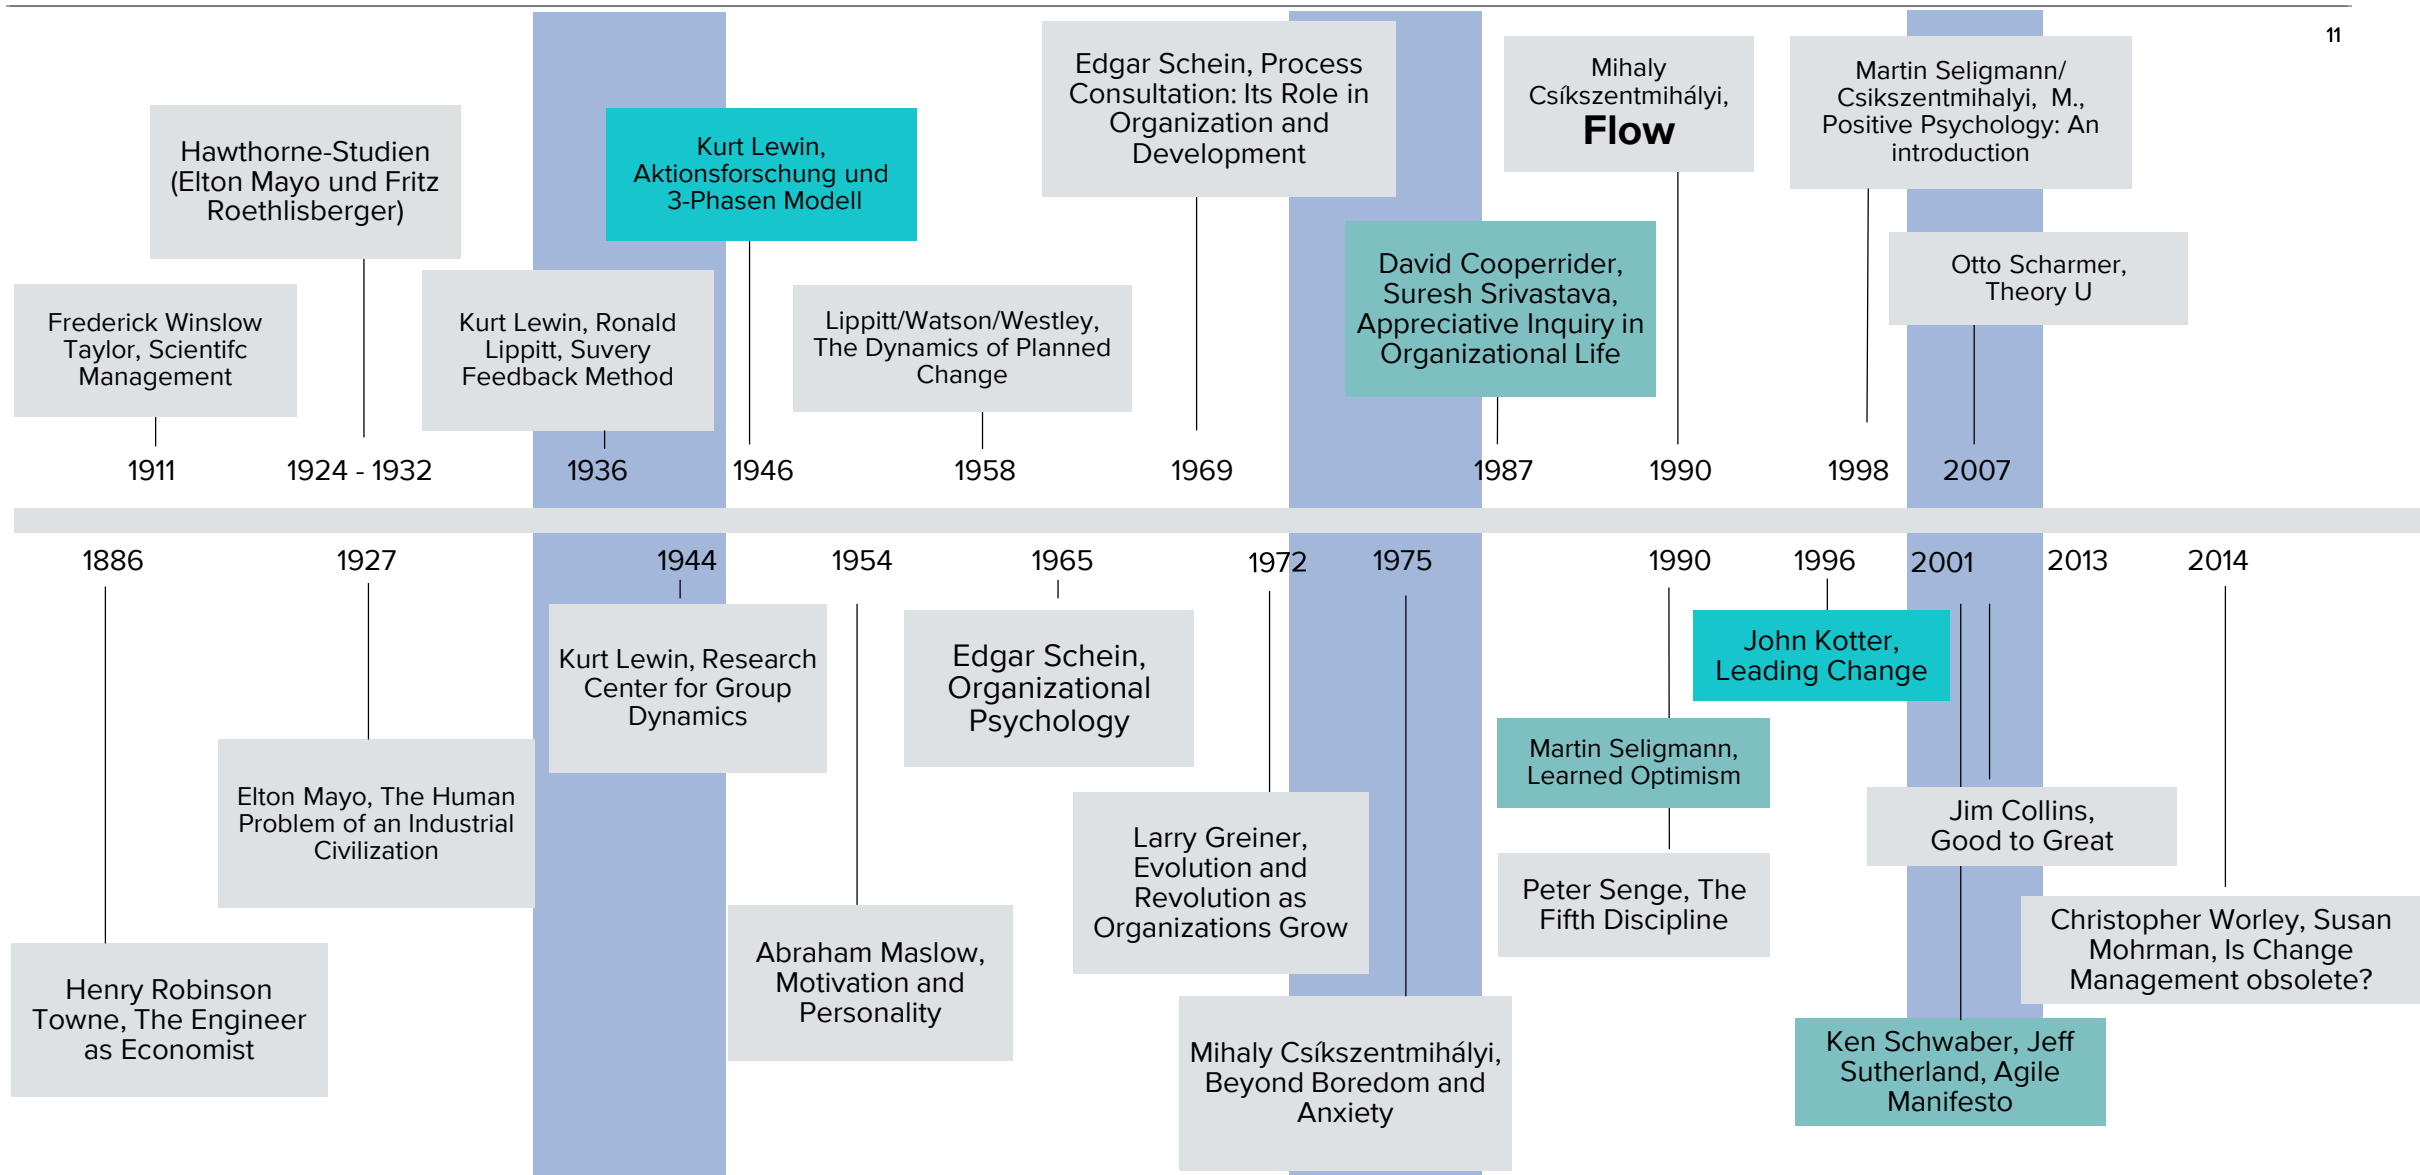 11
Hawthorne-Studien
(Elton Mayo und Fritz
Roethlisberger)
Kurt Lewin,
Aktionsforschung und
3-Phasen Modell
Edgar Schein, Process
Consultation: Its Role in
Organization and
Development
Mihaly
Csíkszentmihályi,
Flow
Martin Seligmann/
Csikszentmihalyi, M.,
Positive Psychology: An
introduction
Frederick Winslow
Taylor, Scientifc
Management
Kurt Lewin, Ronald
Lippitt, Suvery
Feedback Method
Lippitt/Watson/Westley,
The Dynamics of Planned
Change
David Cooperrider,
Suresh Srivastava,
Appreciative Inquiry in
Organizational Life
Otto Scharmer,
Theory U
1911
1924 - 1932
1936
1946
1958
1969
1987
1990
1998
2007
1886
1927
1944
1954
1965
1972
1975
1990
1996
2001
2013
2014
Kurt Lewin, Research
Center for Group
Dynamics
Edgar Schein,
Organizational
Psychology
John Kotter,
Leading Change
Martin Seligmann,
Learned Optimism
Elton Mayo, The Human
Problem of an Industrial
Civilization
Larry Greiner,
Evolution and
Revolution as
Organizations Grow
Jim Collins,
Good to Great
Peter Senge, The
Fifth Discipline
Henry Robinson
Towne, The Engineer
as Economist
Abraham Maslow,
Motivation and
Personality
Christopher Worley, Susan
Mohrman, Is Change
Management obsolete?
Mihaly Csíkszentmihályi,
Beyond Boredom and
Anxiety
Ken Schwaber, Jeff
Sutherland, Agile
Manifesto